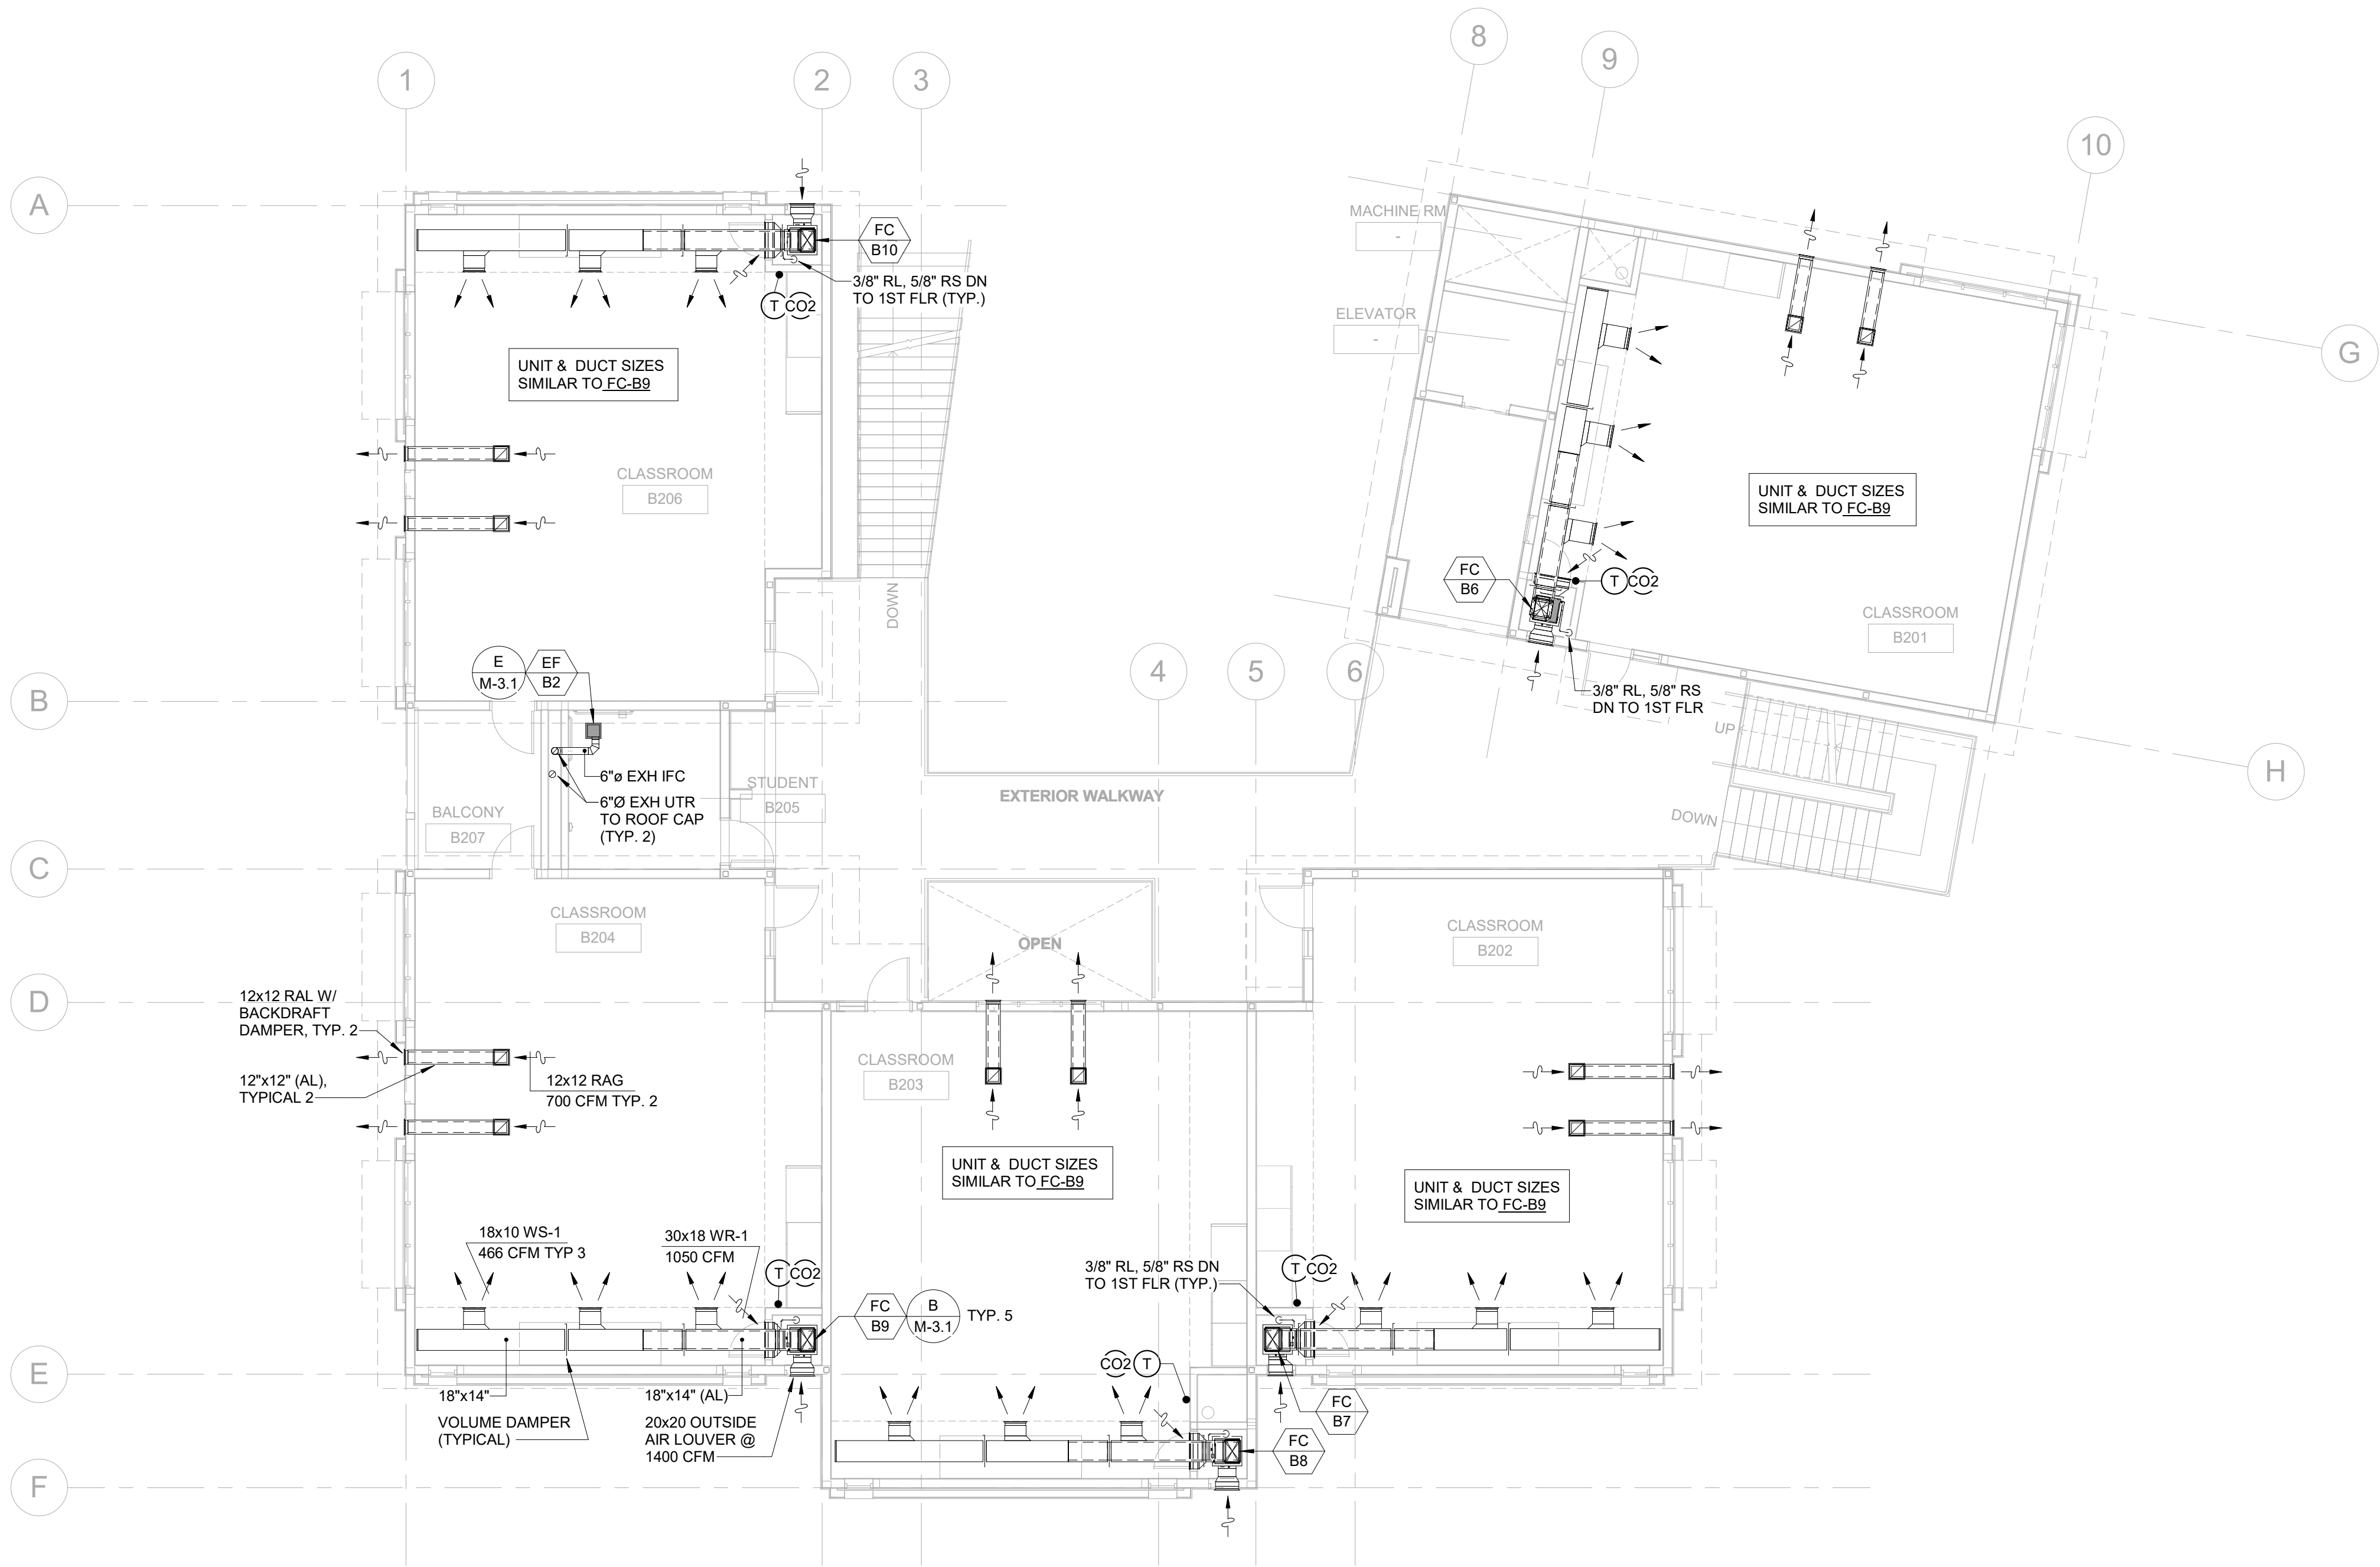 8
9
1
2
3
10
A
MACHINE RM
-
FC
B10
3/8" RL, 5/8" RS DN
TO 1ST FLR (TYP.)
T CO2
ELEVATOR
-
G
UNIT & DUCT SIZES
SIMILAR TO FC-B9
CLASSROOM
B206
UNIT & DUCT SIZES
SIMILAR TO FC-B9
FC
B6
T CO2
DOWN
CLASSROOM
B201
E
M-3.1
EF
B2
4
5
6
B
3/8" RL, 5/8" RS
DN TO 1ST FLR
UP
H
6"ø EXH IFC
STUDENT
B205
6"Ø EXH UTR
TO ROOF CAP
(TYP. 2)
EXTERIOR WALKWAY
BALCONY
B207
DOWN
C
CLASSROOM
B204
CLASSROOM
B202
OPEN
D
12x12 RAL W/
BACKDRAFT
DAMPER, TYP. 2
CLASSROOM
B203
12"x12" (AL),
TYPICAL 2
12x12 RAG
700 CFM TYP. 2
UNIT & DUCT SIZES
SIMILAR TO FC-B9
UNIT & DUCT SIZES
SIMILAR TO FC-B9
18x10 WS-1
466 CFM TYP 3
30x18 WR-1
1050 CFM
T CO2
3/8" RL, 5/8" RS DN
TO 1ST FLR (TYP.)
T CO2
FC
B9
B
M-3.1
TYP. 5
E
CO2 T
18"x14"
18"x14" (AL)
VOLUME DAMPER
(TYPICAL)
20x20 OUTSIDE
AIR LOUVER @
1400 CFM
FC
B7
FC
B8
F